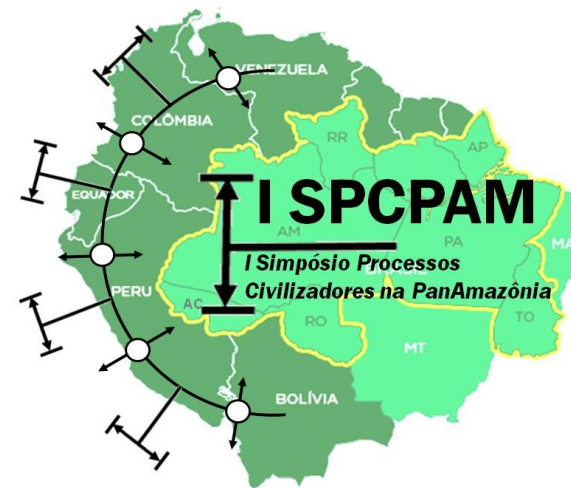 VENEZUELA
COLÔMBIA
RR
AP
EQUADOR
I SPCPAM
AM
PA
MA
BRASIL
I Simpósio Processos
Civilizadores na PanAmazônia
PERU
AC
RO
TO
MT
BOLÍVIA